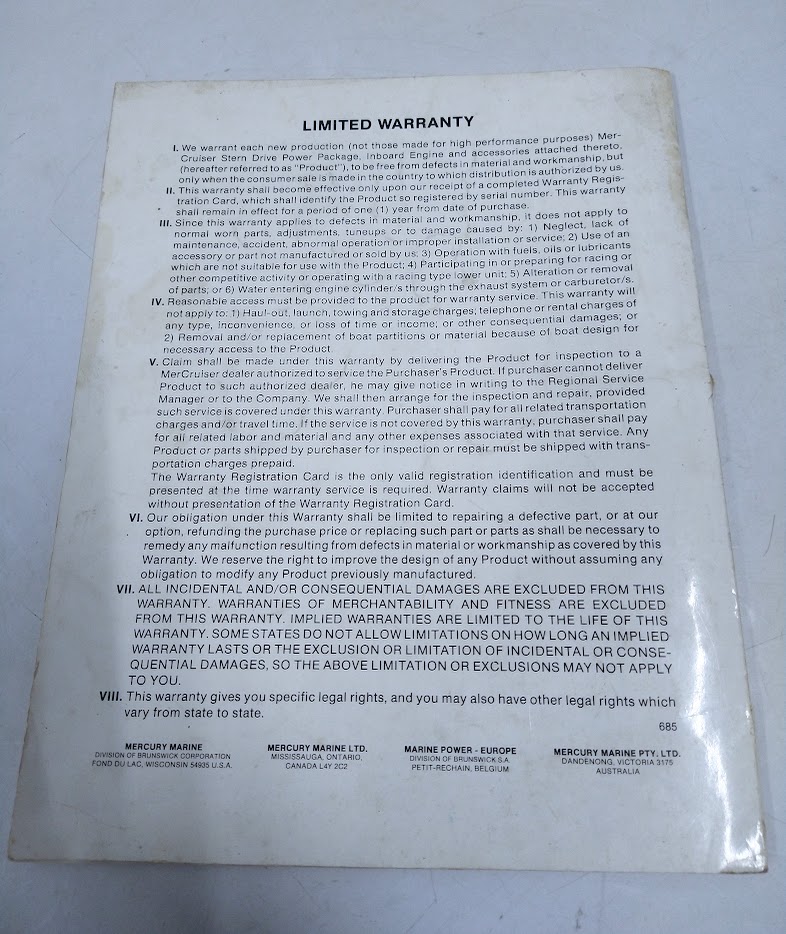 LIMITED WARRANTY
I. We warrant each new production (not those made for high performance purposes) Mer-
Cruiser Stern Drive Power Package, Inboard Engine and accessories attached thereto,
(hereafter referred to as "Product"), to be free from defects in material and workmanship, but
only when the consumer sale is made in the country to which distribution is authorized by us.
II. This warranty shall become effective only upon our receipt of a completed Warranty Regis-
tration Card, which shall identify the Product so registered by serial number. This warranty
shall remain in effect for a period of one (1) year from date of purchase.
III. Since this warranty applies to defects in material and workmanship, it does not apply to
normal worn parts, adjustments, tuneups or to damage caused by: 1) Neglect, lack of
maintenance, accident, abnormal operation or improper installation or service; 2) Use of an
accessory or part not manufactured or sold by us; 3) Operation with fuels, oils or lubricants
which are not suitable for use with the Product; 4) Participating in or preparing for racing or
other competitive activity or operating with a racing type lower unit; 5) Alteration or removal
of parts; or 6) Water entering engine cylinder/s through the exhaust system or carburetor/s.
IV. Reasonable access must be provided to the product for warranty service. This warranty will
not apply to: 1) Haul-out, launch, towing and storage charges; telephone or rental charges of
any type, inconvenience, or loss of time or income; or other consequential damages; or
2) Removal and/or replacement of boat partitions or material because of boat design for
necessary access to the Product.
V. Claim shall be made under this warranty by delivering the Product for inspection to a
MerCruiser dealer authorized to service the Purchaser's Product. If purchaser cannot deliver
Product to such authorized dealer, he may give notice in writing to the Regional Service
Manager or to the Company. We shall then arrange for the inspection and repair, provided
such service is covered under this warranty. Purchaser shall pay for all related transportation
charges and/or travel time. If the service is not covered by this warranty, purchaser shall pay
for all related labor and material and any other expenses associated with that service. Any
Product or parts shipped by purchaser for inspection or repair must be shipped with trans-
portation charges prepaid.
The Warranty Registration Card is the only valid registration identification and must be
presented at the time warranty service is required. Warranty claims will not be accepted
without presentation of the Warranty Registration Card.
VI. Our obligation under this Warranty shall be limited to repairing a defective part, or at our
option, refunding the purchase price or replacing such part or parts as shall be necessary to
remedy any malfunction resulting from defects in material or workmanship as covered by this
Warranty. We reserve the right to improve the design of any Product without assuming any
obligation to modify any Product previously manufactured.
VII. ALL INCIDENTAL AND/OR CONSEQUENTIAL DAMAGES ARE EXCLUDED FROM THIS
WARRANTY. WARRANTIES OF MERCHANTABILITY AND FITNESS ARE EXCLUDED
FROM THIS WARRANTY. IMPLIED WARRANTIES ARE LIMITED TO THE LIFE OF THIS
WARRANTY. SOME STATES DO NOT ALLOW LIMITATIONS ON HOW LONG AN IMPLIED
WARRANTY LASTS OR THE EXCLUSION OR LIMITATION OF INCIDENTAL OR CONSE-
QUENTIAL DAMAGES, SO THE ABOVE LIMITATION OR EXCLUSIONS MAY NOT APPLY
TO YOU.
VIII. This warranty gives you specific legal rights, and you may also have other legal rights which
vary from state to state.
685
MERCURY MARINE
DIVISION OF BRUNSWICK CORPORATION
FOND DU LAC, WISCONSIN 54935 U.S.A.
MERCURY MARINE LTD.
MISSISSAUGA, ONTARIO,
CANADA L4Y 2C2
MARINE POWER - EUROPE
DIVISION OF BRUNSWICK S.A.
PETIT-RECHAIN, BELGIUM
MERCURY MARINE PTY. LTD.
DANDENONG, VICTORIA 3175
AUSTRALIA